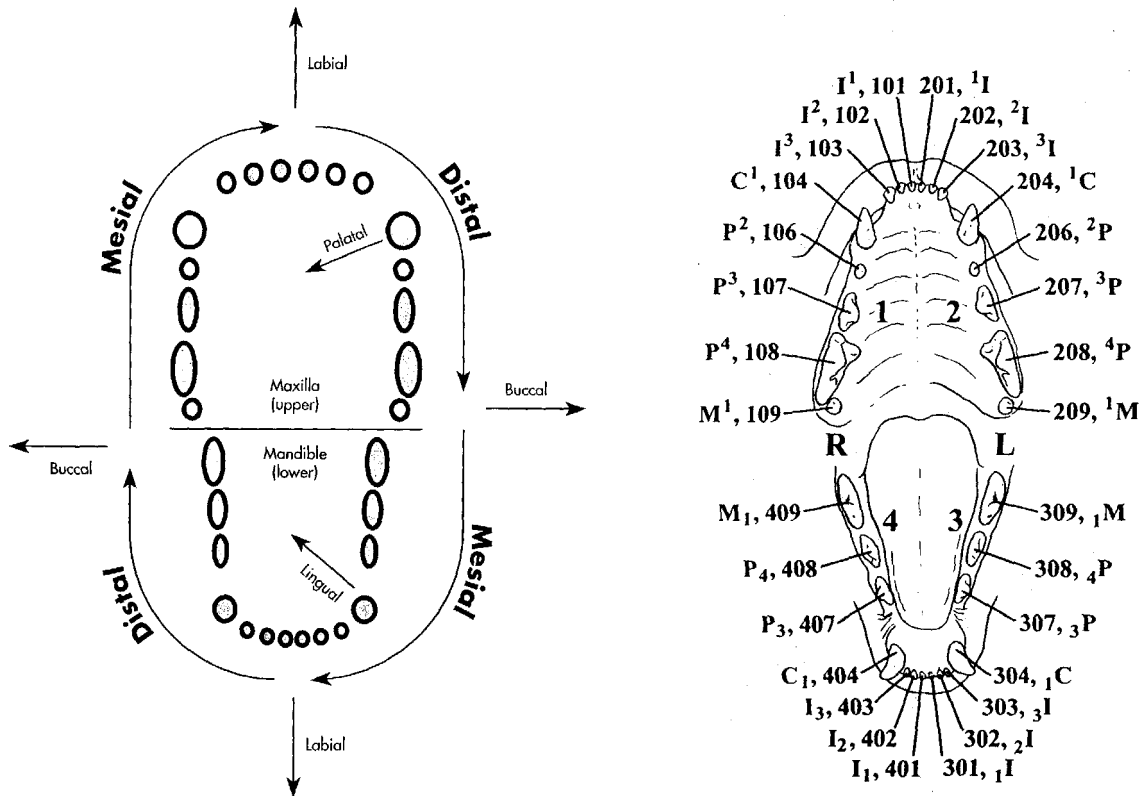 Labial
Mesial
Distal
Palatal
Maxilla
(upper)
Buccal
Mandible
(lower)
Buccal
Lingual
Distal
Mesial
Labial
I¹, 101
201, ¹I
I², 102
202, ²I
I³, 103
203, ³I
C¹, 104
204, ¹C
P², 106
206, ²P
P³, 107
207, ³P
1
2
P⁴, 108
208, ⁴P
M¹, 109
209, ¹M
R
L
M₁, 409
309, ₁M
4
3
P₄, 408
308, ₄P
P₃, 407
307, ₃P
C₁, 404
304, ₁C
I₃, 403
303, ₃I
I₂, 402
302, ₂I
I₁, 401
301, ₁I